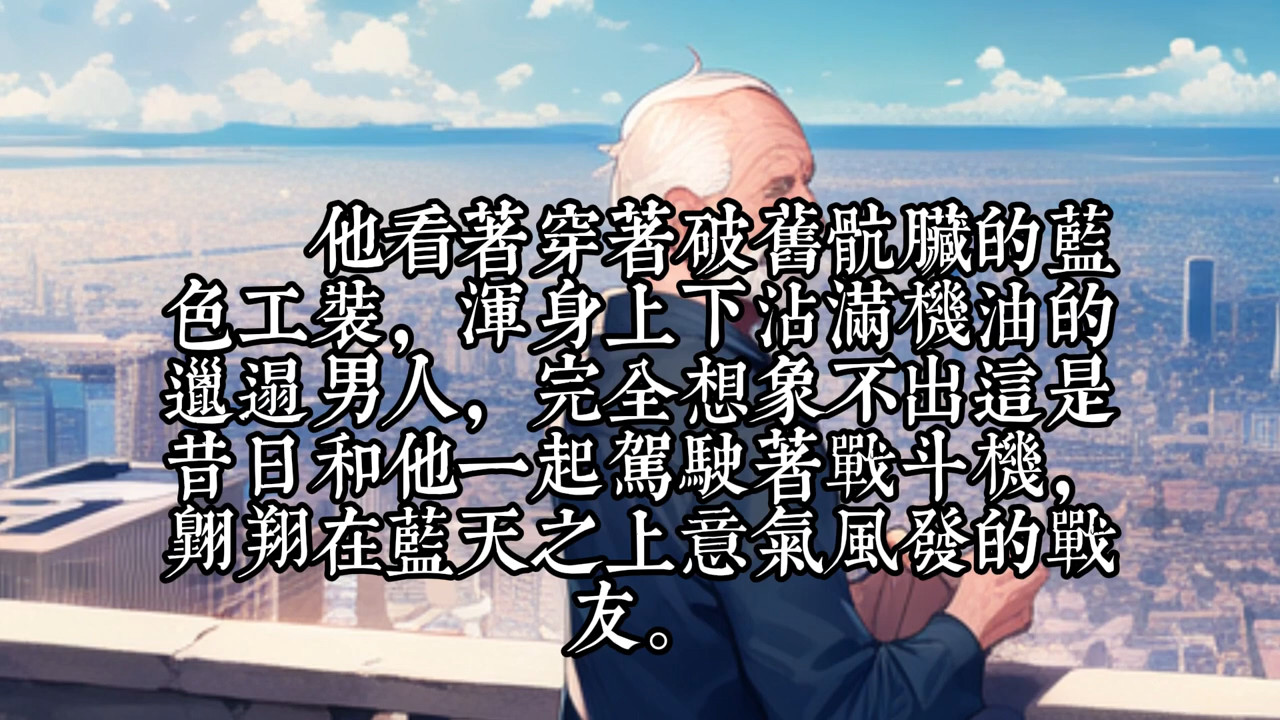 他看著穿著破舊骯臟的藍
色工裝，渾身上下沾滿機油的
邋遢男人，完全想象不出這是
昔日和他一起駕駛著戰斗機，
翺翔在藍天之上意氣風發的戰
友。